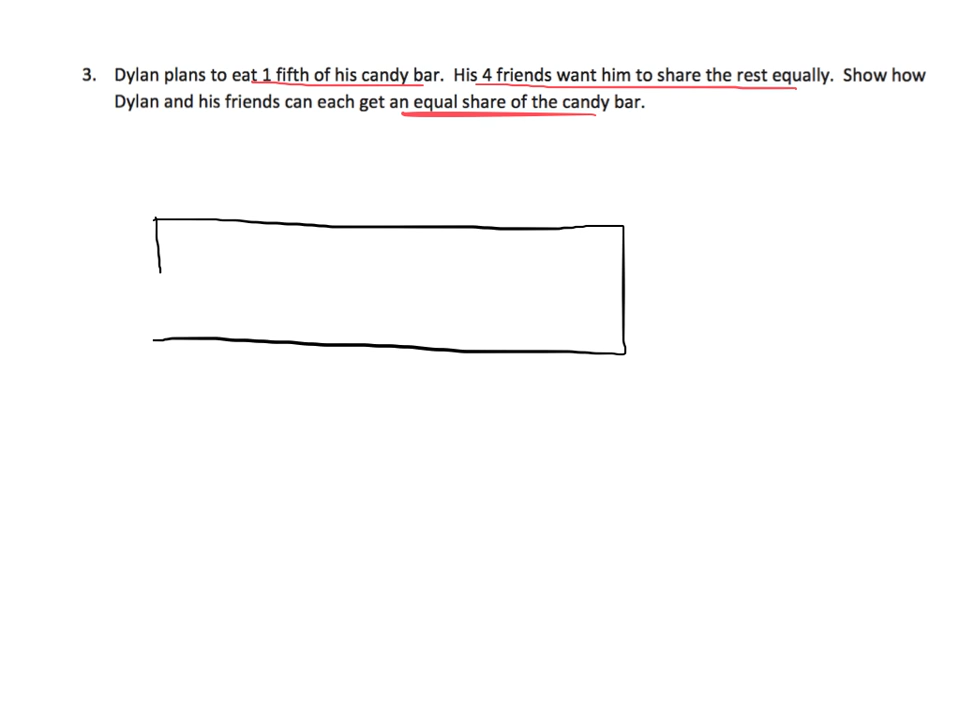 3. Dylan plans to eat 1 fifth of his candy bar. His 4 friends want him to share the rest equally. Show how
Dylan and his friends can each get an equal share of the candy bar.